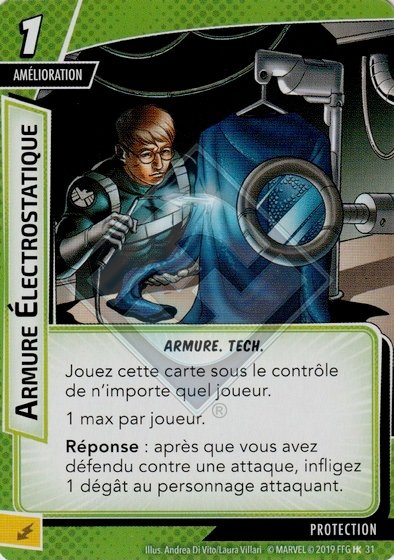 1
AMÉLIORATION
ARMURE ÉLECTROSTATIQUE
ARMURE. TECH.
Jouez cette carte sous le contrôle
de n'importe quel joueur.
1 max par joueur.
Réponse : après que vous avez
défendu contre une attaque, infligez
1 dégât au personnage attaquant.
®
PROTECTION
Illus. Andrea Di Vito/Laura Villari © MARVEL © 2019 FFG 31